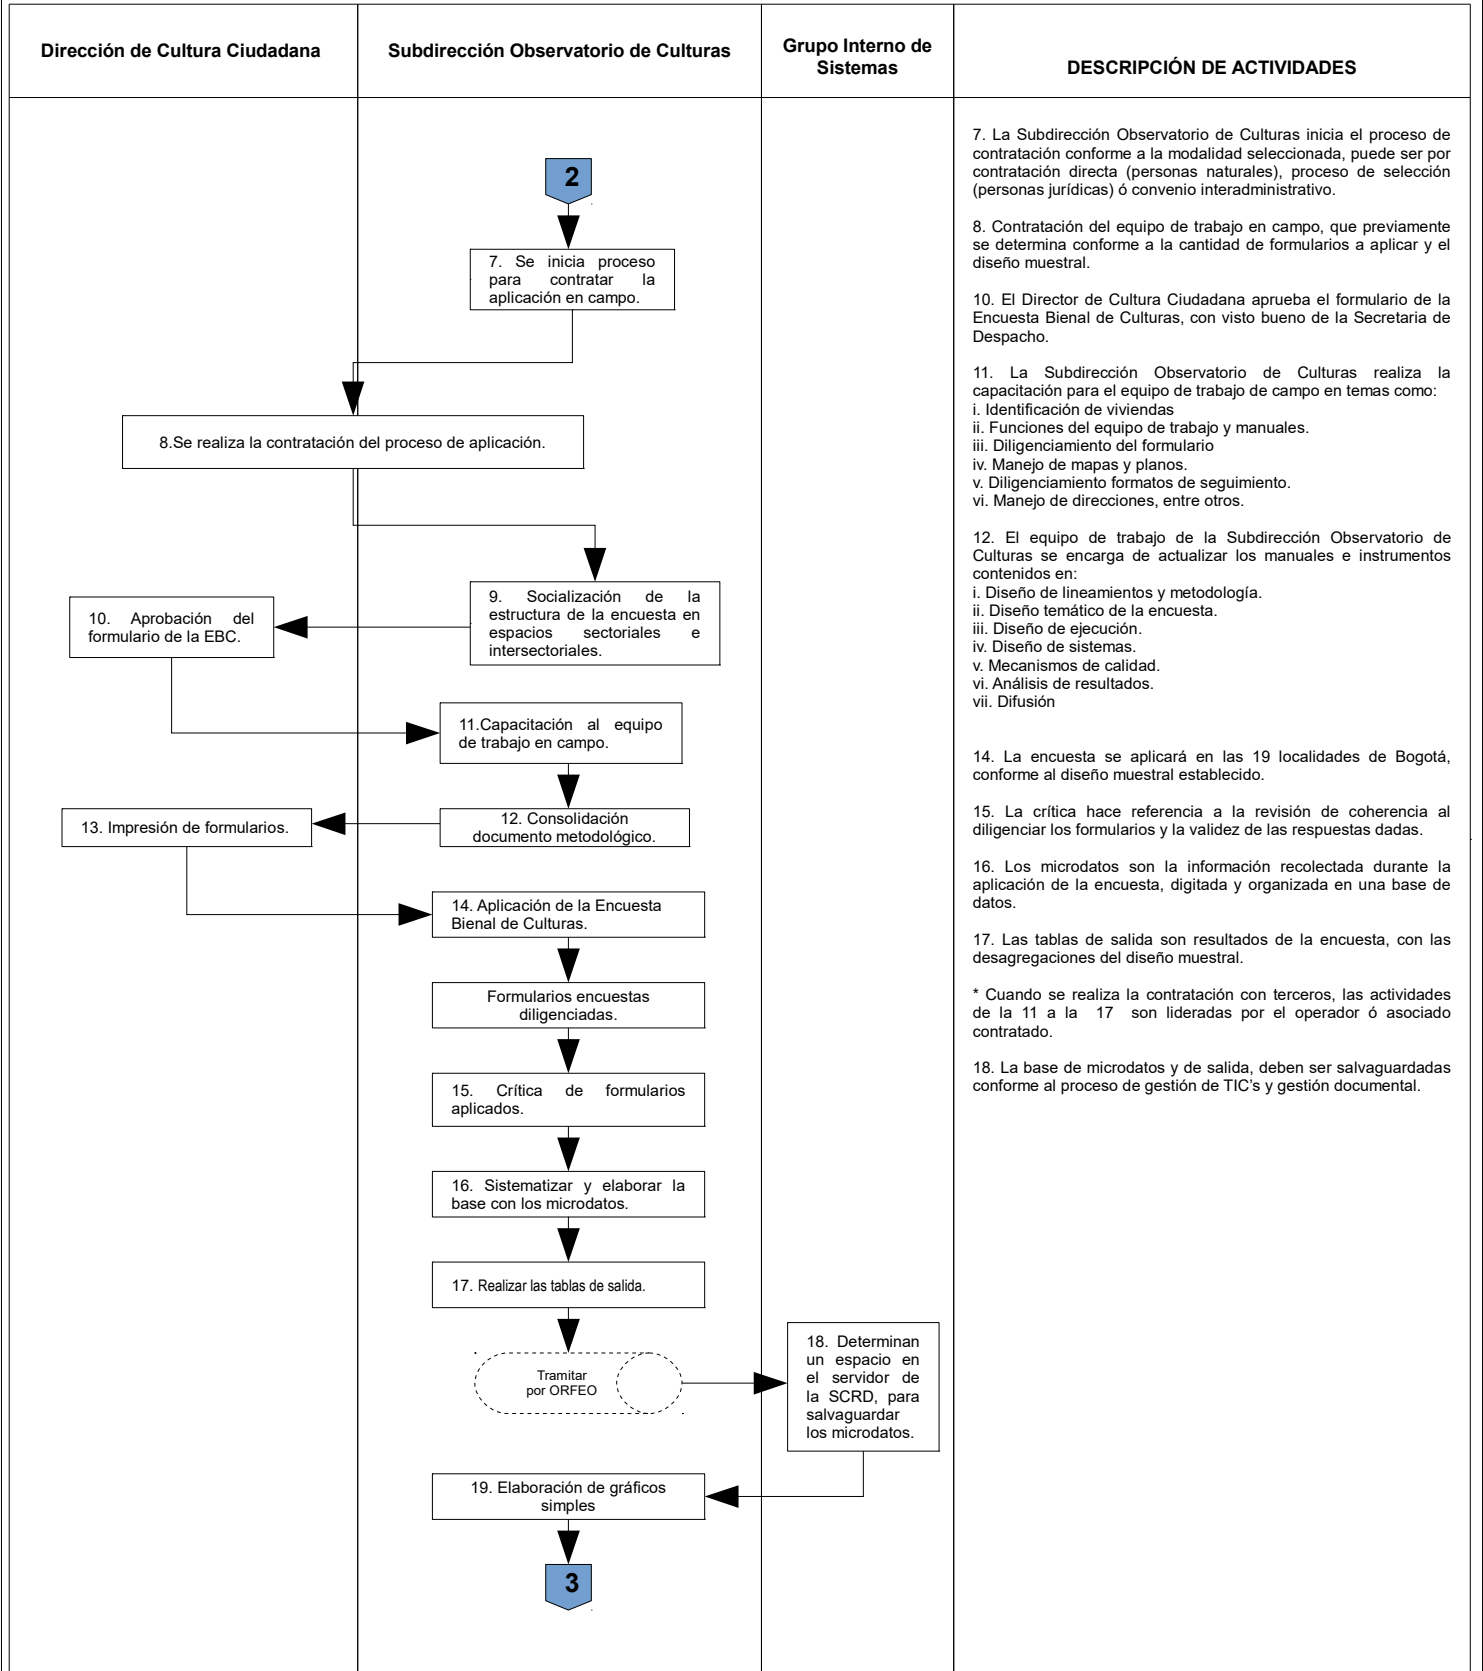 Dirección de Cultura Ciudadana
Subdirección Observatorio de Culturas
Grupo Interno de
Sistemas
DESCRIPCIÓN DE ACTIVIDADES
2
7. Se inicia proceso
para contratar la
aplicación en campo.
8.Se realiza la contratación del proceso de aplicación.
9. Socialización de la
estructura de la encuesta en
espacios sectoriales e
intersectoriales.
10. Aprobación del
formulario de la EBC.
11.Capacitación al equipo
de trabajo en campo.
12. Consolidación
documento metodológico.
13. Impresión de formularios.
14. Aplicación de la Encuesta
Bienal de Culturas.
Formularios encuestas
diligenciadas.
15. Crítica de formularios
aplicados.
16. Sistematizar y elaborar la
base con los microdatos.
17. Realizar las tablas de salida.
Tramitar
por ORFEO
18. Determinan
un espacio en
el servidor de
la SCRD, para
salvaguardar
los microdatos.
19. Elaboración de gráficos
simples
3
7. La Subdirección Observatorio de Culturas inicia el proceso de
contratación conforme a la modalidad seleccionada, puede ser por
contratación directa (personas naturales), proceso de selección
(personas jurídicas) ó convenio interadministrativo.
8. Contratación del equipo de trabajo en campo, que previamente
se determina conforme a la cantidad de formularios a aplicar y el
diseño muestral.
10. El Director de Cultura Ciudadana aprueba el formulario de la
Encuesta Bienal de Culturas, con visto bueno de la Secretaria de
Despacho.
11. La Subdirección Observatorio de Culturas realiza la
capacitación para el equipo de trabajo de campo en temas como:
i. Identificación de viviendas
ii. Funciones del equipo de trabajo y manuales.
iii. Diligenciamiento del formulario
iv. Manejo de mapas y planos.
v. Diligenciamiento formatos de seguimiento.
vi. Manejo de direcciones, entre otros.
12. El equipo de trabajo de la Subdirección Observatorio de
Culturas se encarga de actualizar los manuales e instrumentos
contenidos en:
i. Diseño de lineamientos y metodología.
ii. Diseño temático de la encuesta.
iii. Diseño de ejecución.
iv. Diseño de sistemas.
v. Mecanismos de calidad.
vi. Análisis de resultados.
vii. Difusión
14. La encuesta se aplicará en las 19 localidades de Bogotá,
conforme al diseño muestral establecido.
15. La crítica hace referencia a la revisión de coherencia al
diligenciar los formularios y la validez de las respuestas dadas.
16. Los microdatos son la información recolectada durante la
aplicación de la encuesta, digitada y organizada en una base de
datos.
17. Las tablas de salida son resultados de la encuesta, con las
desagregaciones del diseño muestral.
* Cuando se realiza la contratación con terceros, las actividades
de la 11 a la 17 son lideradas por el operador ó asociado
contratado.
18. La base de microdatos y de salida, deben ser salvaguardadas
conforme al proceso de gestión de TIC's y gestión documental.